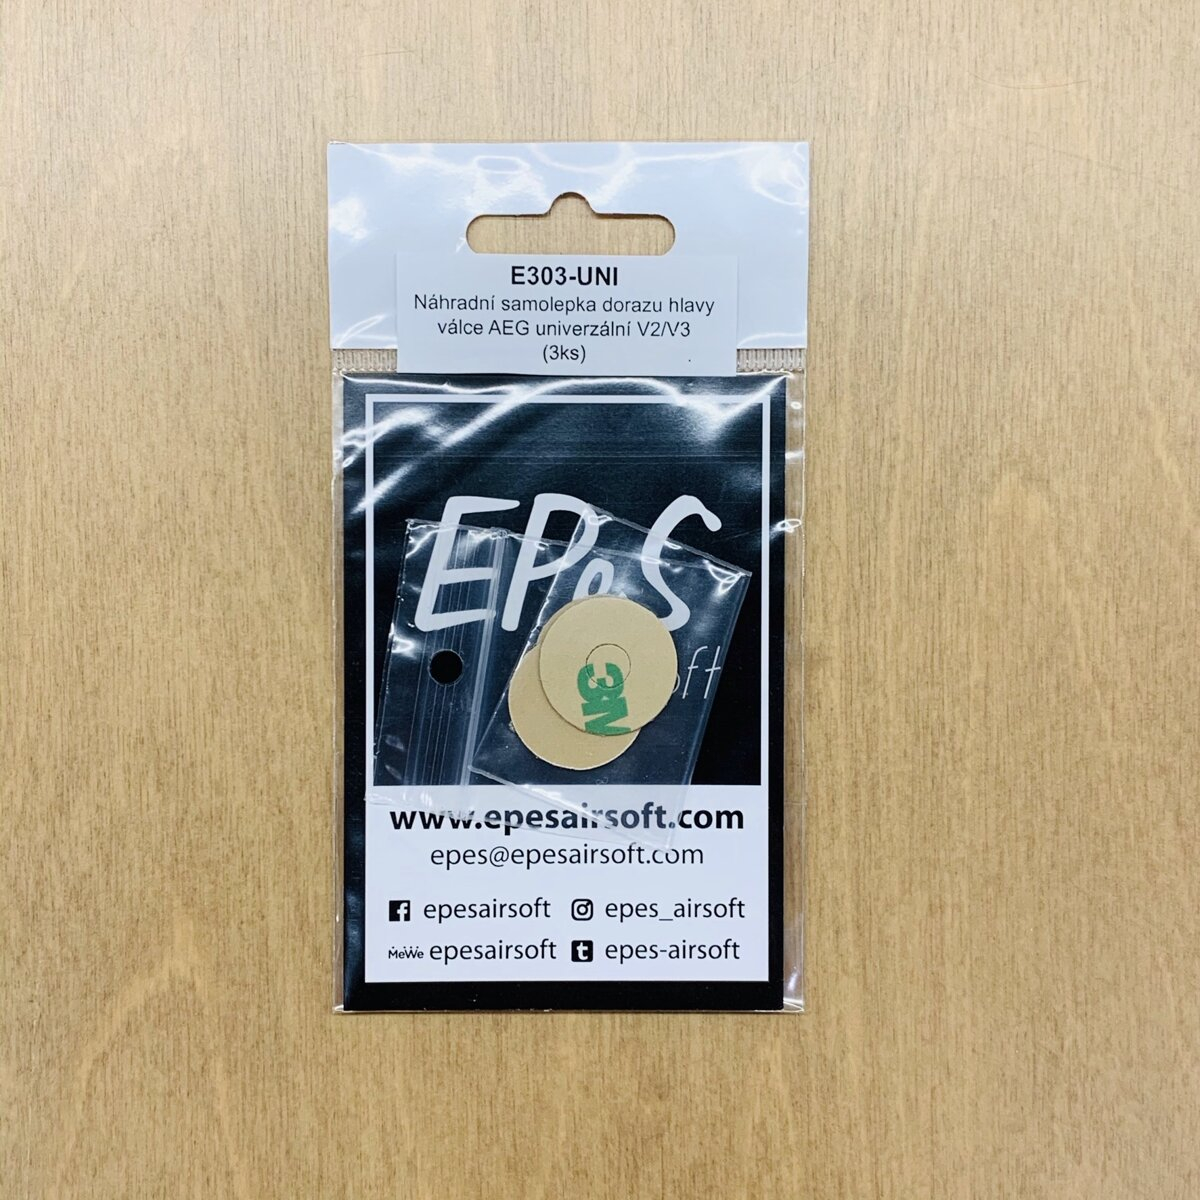 E303-UNI
Náhradní samolepka dorazu hlavy
válce AEG univerzální V2/V3
(3ks)
EPeS
ft
3M
www.epesairsoft.com
epes@epesairsoft.com
epesairsoft
epes_airsoft
MeWe epesairsoft
epes-airsoft